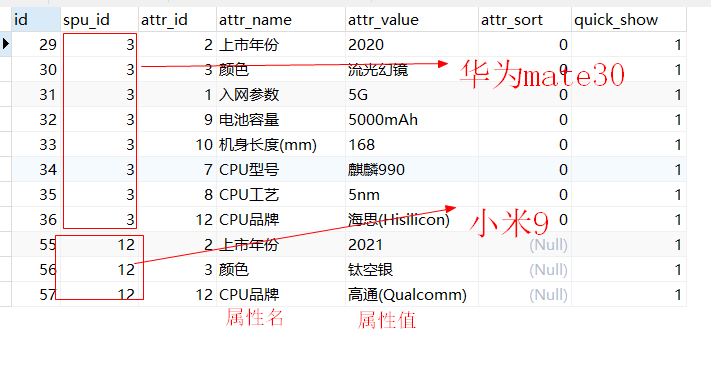 id spu_id attr_id attr_name attr_value attr_sort quick_show
29 3 2 上市年份 2020 0 1
30 3 3 颜色 流光幻镜 0 1
华为mate30
31 3 1 入网参数 5G 0 1
32 3 9 电池容量 5000mAh 0 1
33 3 10 机身长度(mm) 168 0 1
34 3 7 CPU型号 麒麟990 0 1
35 3 8 CPU工艺 5nm 0 1
36 3 12 CPU品牌 海思(Hisilicon) 0 1
小米9
55 12 2 上市年份 2021 (Null) 1
56 12 3 颜色 钛空银 (Null) 1
57 12 12 CPU品牌 高通(Qualcomm) (Null) 1
属性名 属性值